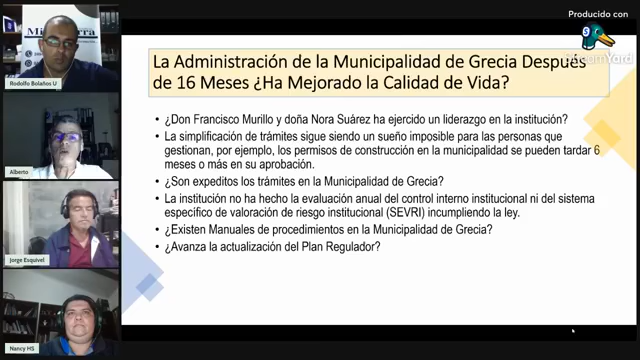 Producido con
StreamYard
Rodolfo Bolaños U
Alberto
Jorge Esquivel
Nancy HS
La Administración de la Municipalidad de Grecia Después
de 16 Meses ¿Ha Mejorado la Calidad de Vida?
• ¿Don Francisco Murillo y doña Nora Suárez ha ejercido un liderazgo en la institución?
• La simplificación de trámites sigue siendo un sueño imposible para las personas que
gestionan, por ejemplo, los permisos de construcción en la municipalidad se pueden tardar 6
meses o más en su aprobación.
• ¿Son expeditos los trámites en la Municipalidad de Grecia?
• La institución no ha hecho la evaluación anual del control interno institucional ni del sistema
específico de valoración de riesgo institucional (SEVRI) incumpliendo la ley.
• ¿Existen Manuales de procedimientos en la Municipalidad de Grecia?
• ¿Avanza la actualización del Plan Regulador?